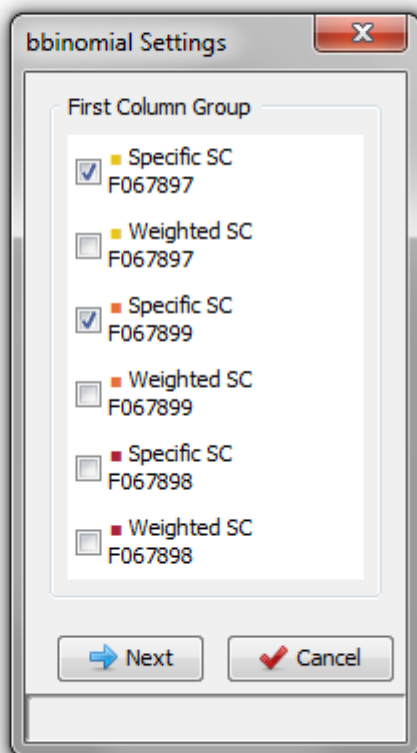 bbinomial Settings
First Column Group
Specific SC
F067897
Weighted SC
F067897
Specific SC
F067899
Weighted SC
F067899
Specific SC
F067898
Weighted SC
F067898
Next
Cancel